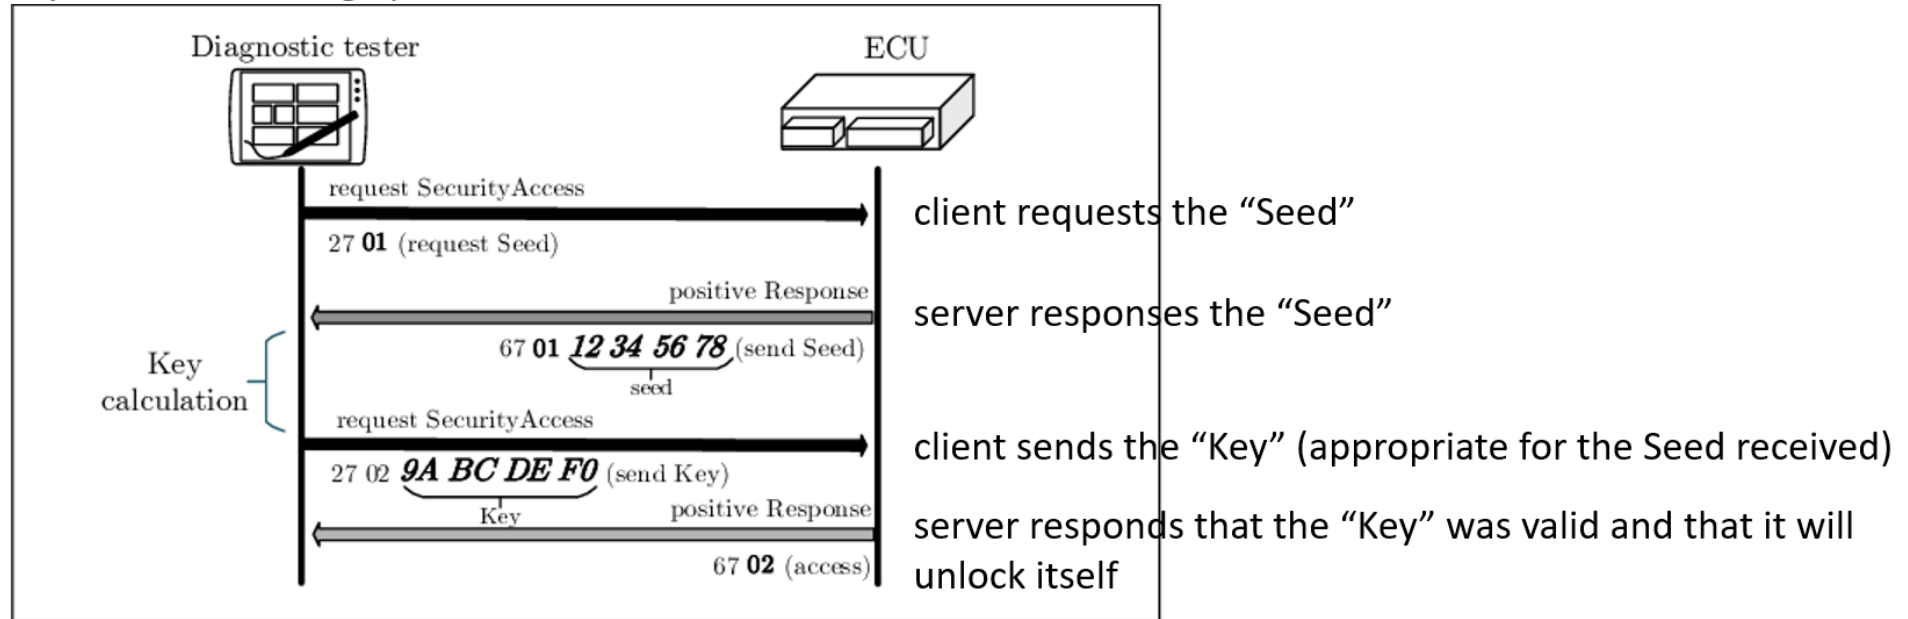 Diagnostic tester
ECU
request SecurityAccess
client requests the “Seed”
27 01 (request Seed)
positive Response
server responses the “Seed”
67 01 12 34 56 78 (send Seed)
seed
Key
calculation
request SecurityAccess
client sends the “Key” (appropriate for the Seed received)
27 02 9A BC DE F0 (send Key)
Key
positive Response
server responds that the “Key” was valid and that it will
unlock itself
67 02 (access)